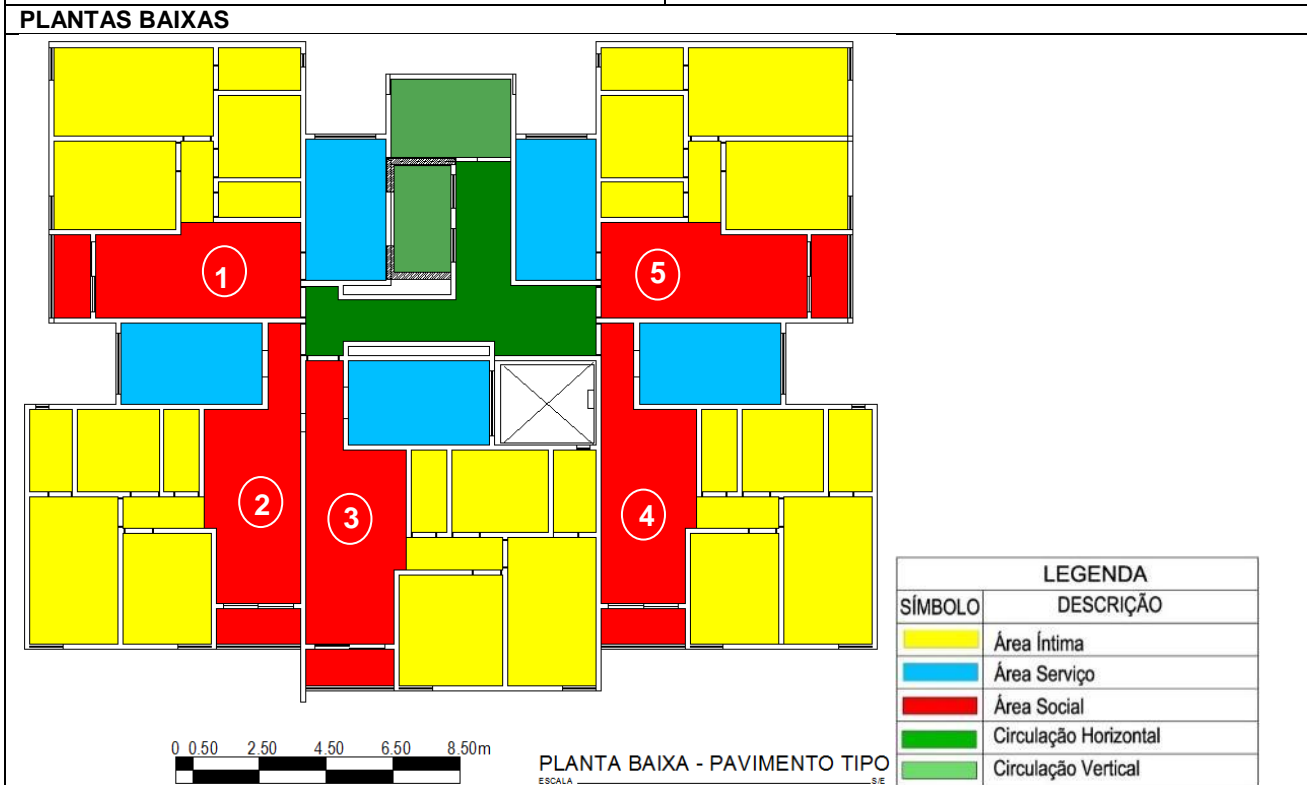 PLANTAS BAIXAS
1
5
2
3
4
LEGENDA
SÍMBOLO DESCRIÇÃO
Área Íntima
Área Serviço
Área Social
Circulação Horizontal
Circulação Vertical
0 0.50 2.50 4.50 6.50 8.50m
PLANTA BAIXA - PAVIMENTO TIPO
ESCALA S/E